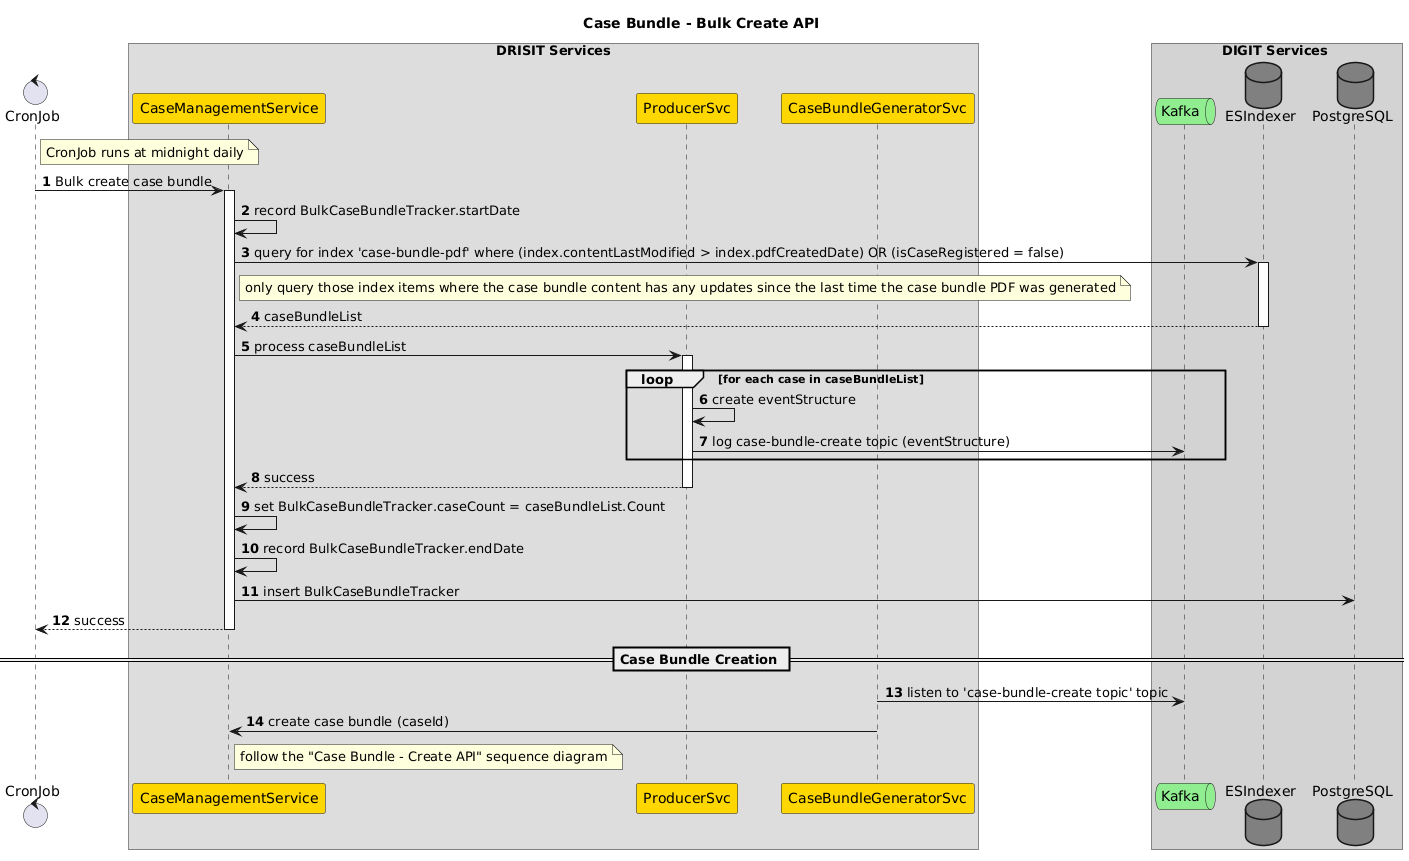 Case Bundle - Bulk Create API
DRISIT Services
DIGIT Services
CronJob
CaseManagementService
ProducerSvc
CaseBundleGeneratorSvc
Kafka
ESIndexer
PostgreSQL
CronJob runs at midnight daily
1 Bulk create case bundle
2 record BulkCaseBundleTracker.startDate
3 query for index 'case-bundle-pdf' where (index.contentLastModified > index.pdfCreatedDate) OR (isCaseRegistered = false)
only query those index items where the case bundle content has any updates since the last time the case bundle PDF was generated
4 caseBundleList
5 process caseBundleList
loop [for each case in caseBundleList]
6 create eventStructure
7 log case-bundle-create topic (eventStructure)
8 success
9 set BulkCaseBundleTracker.caseCount = caseBundleList.Count
10 record BulkCaseBundleTracker.endDate
11 insert BulkCaseBundleTracker
12 success
Case Bundle Creation
13 listen to 'case-bundle-create topic' topic
14 create case bundle (caseId)
follow the "Case Bundle - Create API" sequence diagram
CronJob
CaseManagementService
ProducerSvc
CaseBundleGeneratorSvc
Kafka
ESIndexer
PostgreSQL